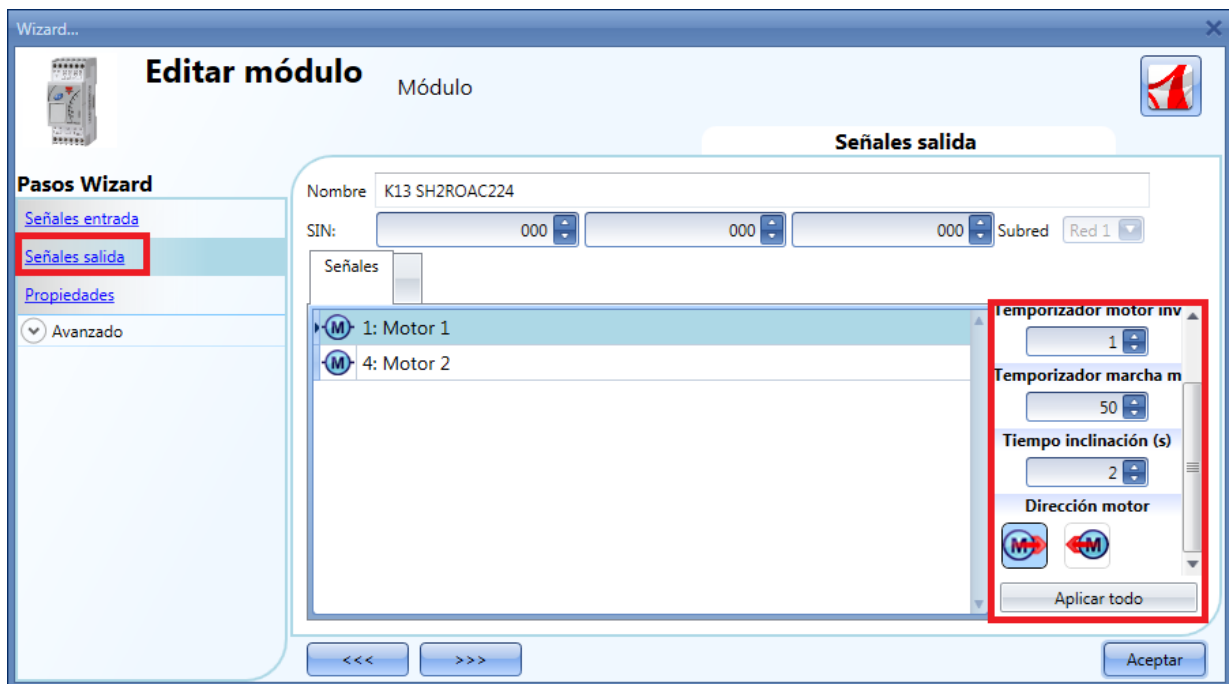 Wizard...
Editar módulo
Módulo
Señales salida
Pasos Wizard
Señales entrada
Señales salida
Propiedades
Avanzado
Nombre K13 SH2ROAC224
SIN: 000 000 000 Subred Red 1
Señales
1: Motor 1
4: Motor 2
Temporizador motor inv
1
Temporizador marcha m
50
Tiempo inclinación (s)
2
Dirección motor
M M
Aplicar todo
<<< >>> Aceptar